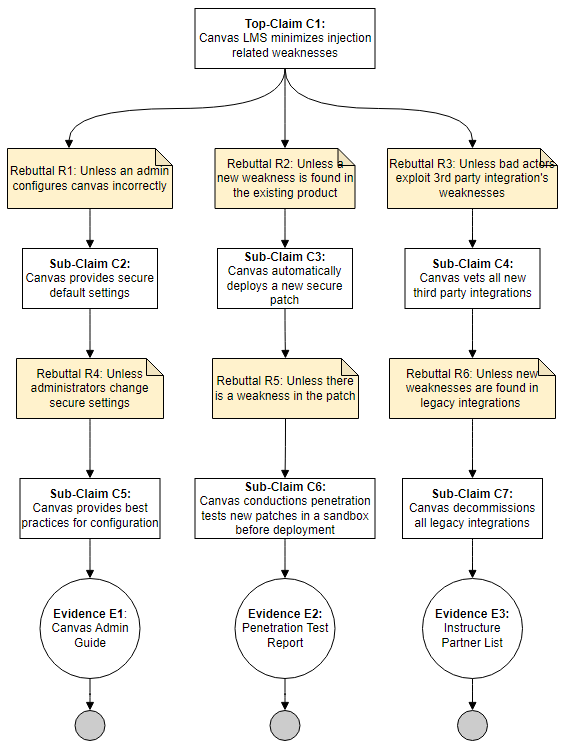 Top-Claim C1:
Canvas LMS minimizes injection
related weaknesses
Rebuttal R1: Unless an admin
configures canvas incorrectly
Rebuttal R2: Unless a
new weakness is found in
the existing product
Rebuttal R3: Unless bad actors
exploit 3rd party integration's
weaknesses
Sub-Claim C2:
Canvas provides secure
default settings
Sub-Claim C3:
Canvas automatically
deploys a new secure
patch
Sub-Claim C4:
Canvas vets all new
third party integrations
Rebuttal R4: Unless
administrators change
secure settings
Rebuttal R5: Unless there
is a weakness in the patch
Rebuttal R6: Unless new
weaknesses are found in
legacy integrations
Sub-Claim C5:
Canvas provides best
practices for configuration
Sub-Claim C6:
Canvas conductions penetration
tests new patches in a sandbox
before deployment
Sub-Claim C7:
Canvas decommissions
all legacy integrations
Evidence E1:
Canvas Admin
Guide
Evidence E2:
Penetration Test
Report
Evidence E3:
Instructure
Partner List